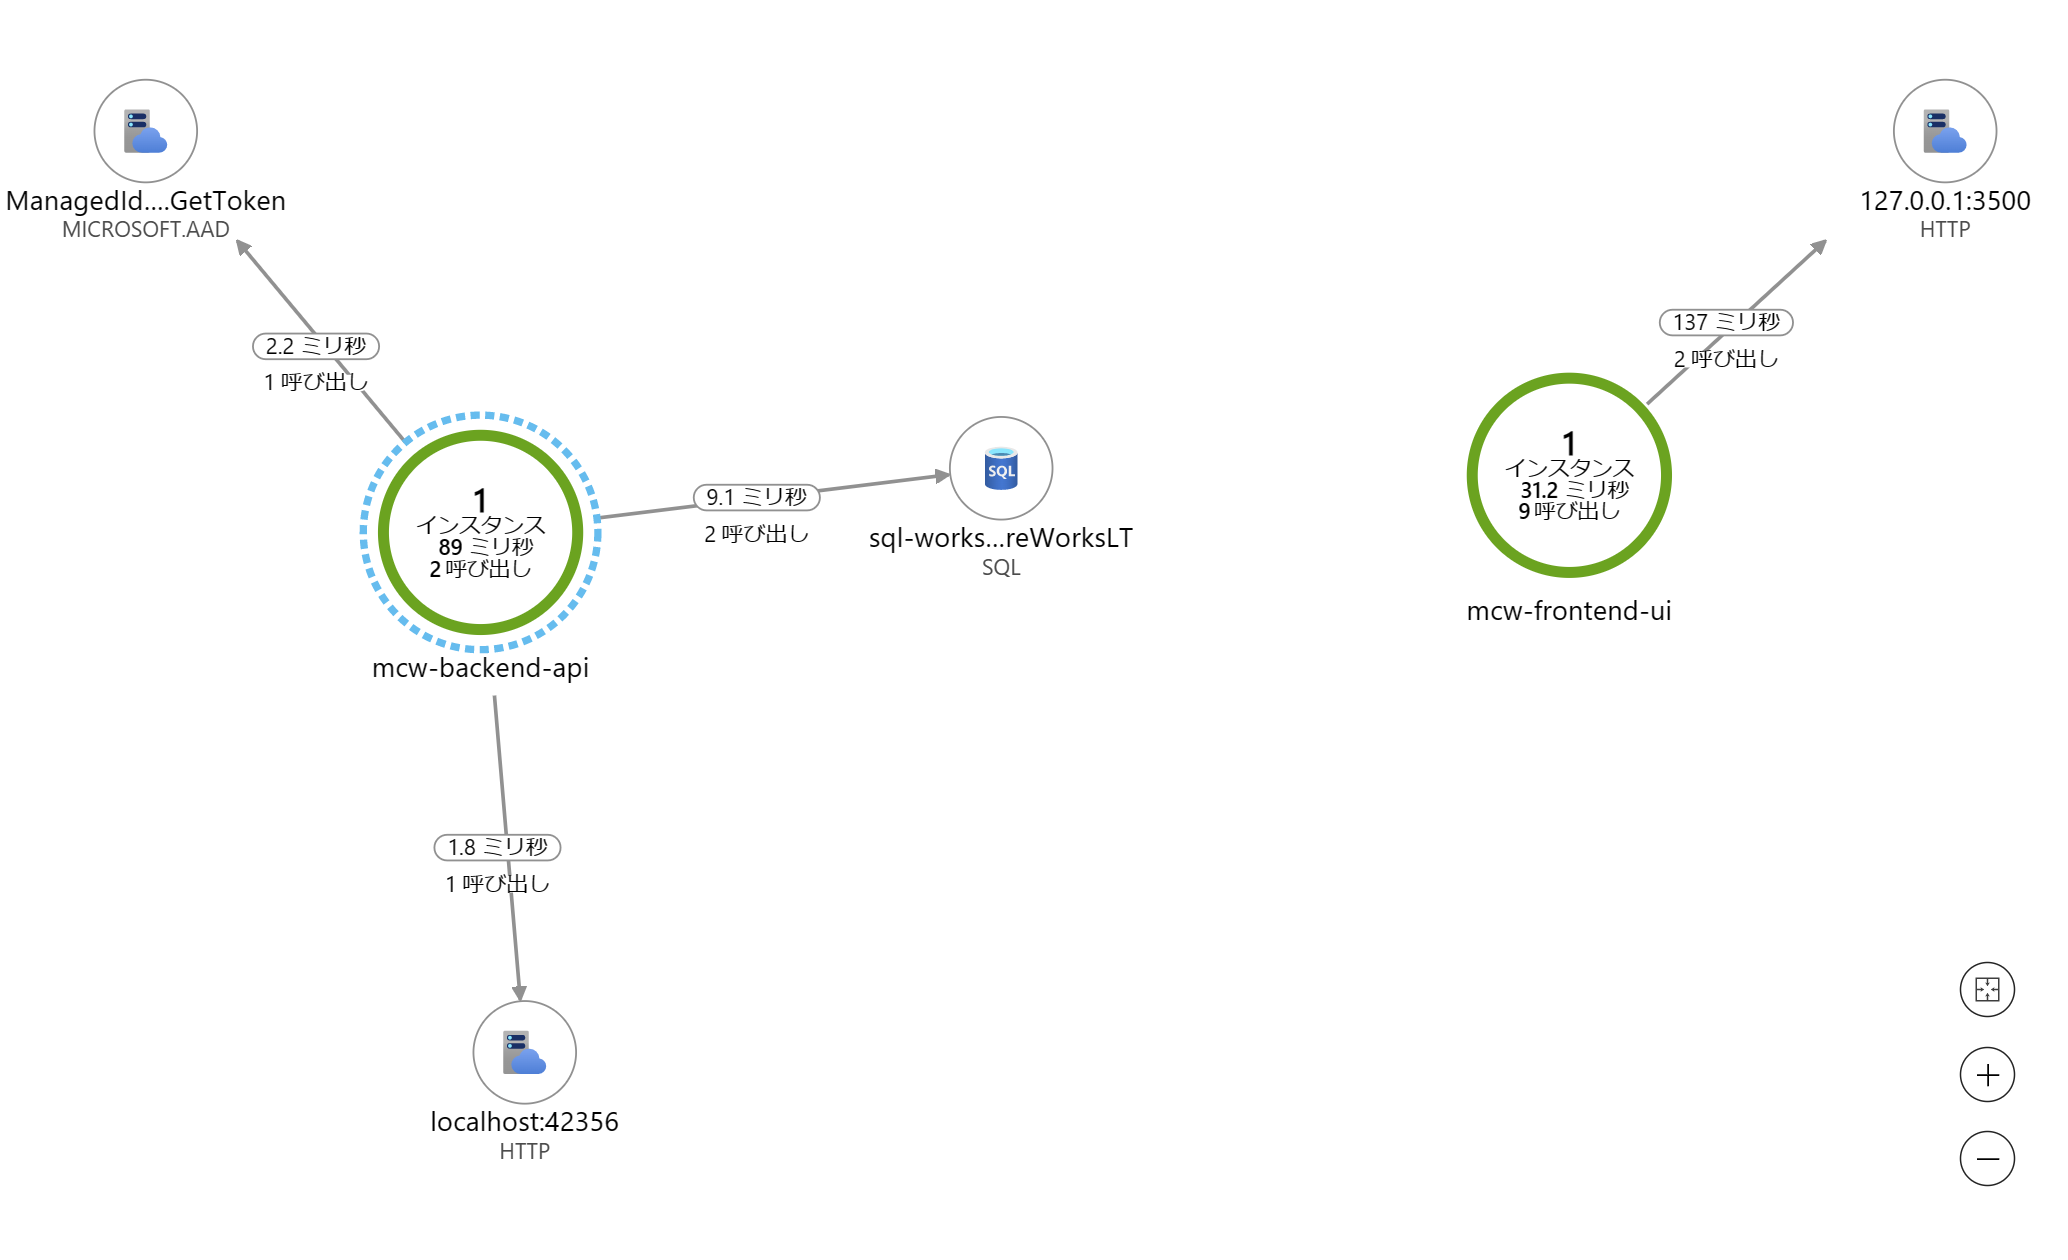 ManagedId....GetToken
MICROSOFT.AAD
2.2 ミリ秒
1 呼び出し
1
インスタンス
89 ミリ秒
2 呼び出し
mcw-backend-api
9.1 ミリ秒
2 呼び出し
SQL
sql-works...reWorksLT
SQL
1.8 ミリ秒
1 呼び出し
localhost:42356
HTTP
127.0.0.1:3500
HTTP
137 ミリ秒
2 呼び出し
1
インスタンス
31.2 ミリ秒
9 呼び出し
mcw-frontend-ui